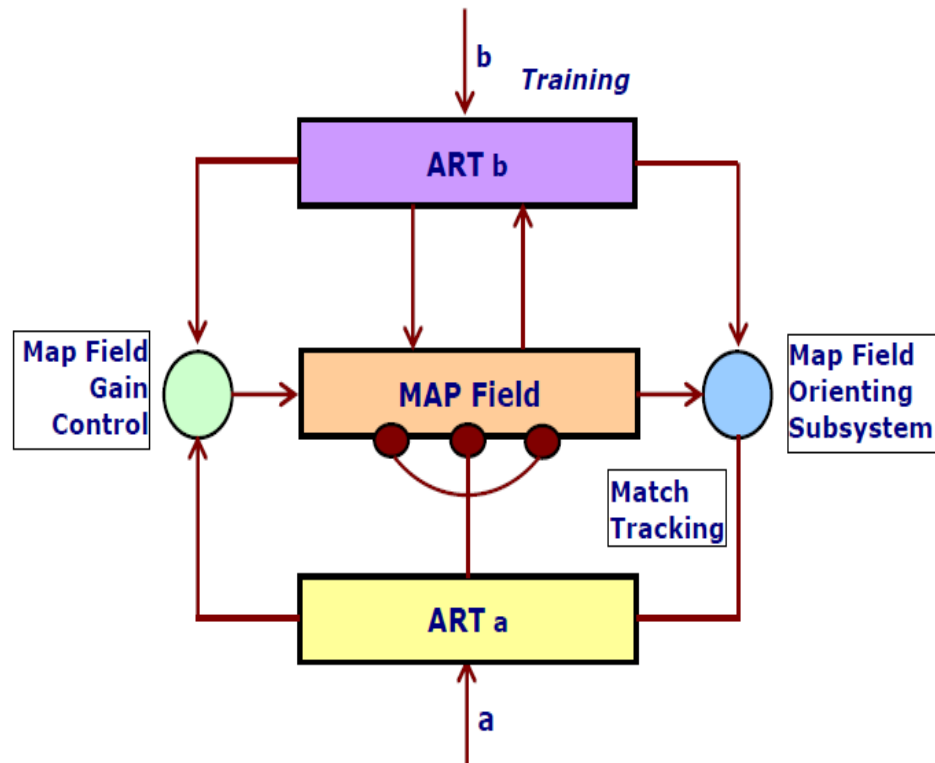 b
Training
ART b
Map Field
Gain
Control
MAP Field
Map Field
Orienting
Subsystem
Match
Tracking
ART a
a